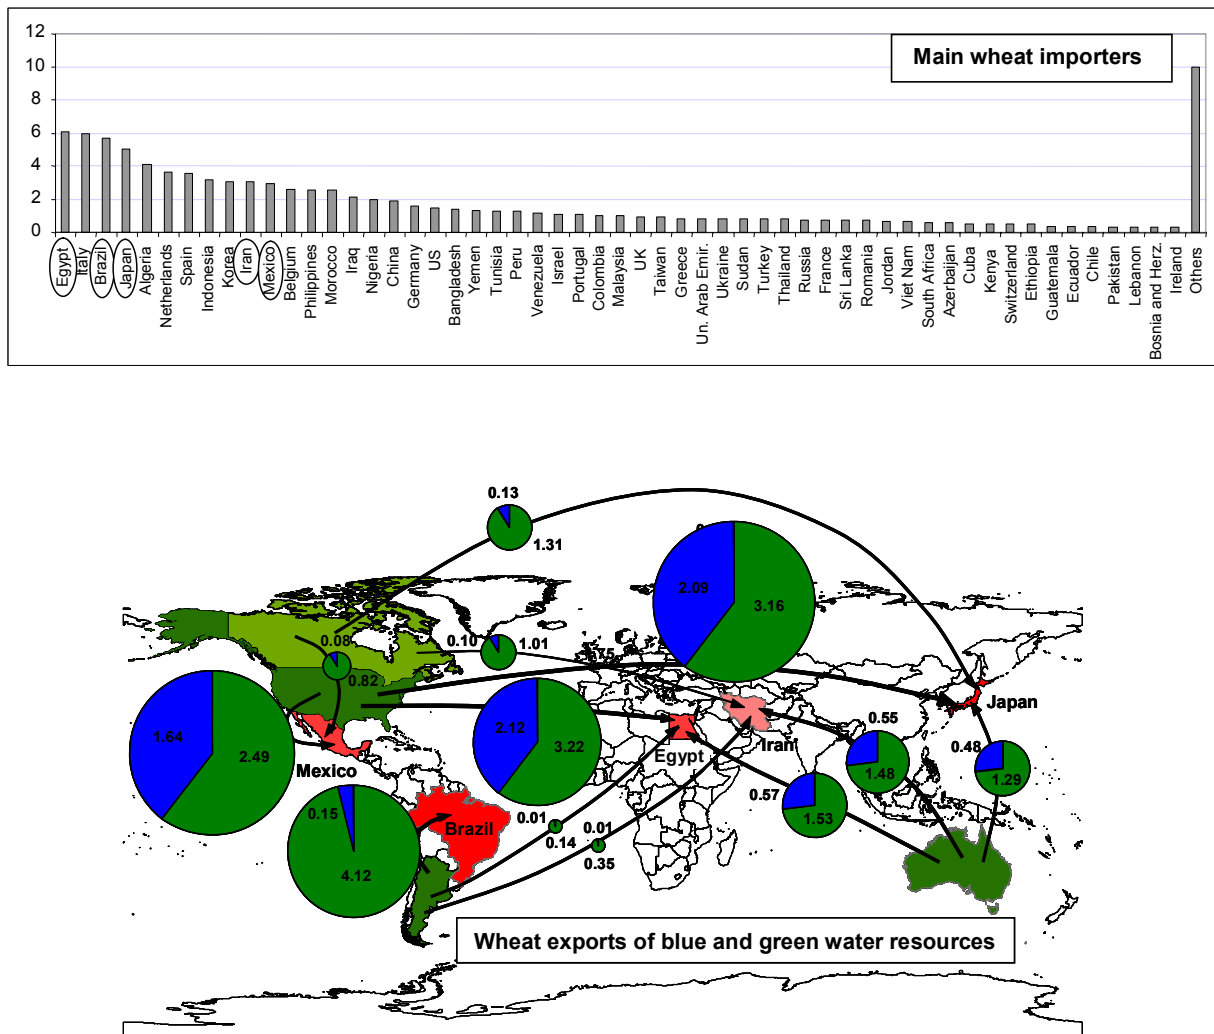 Main wheat importers
12
10
8
6
4
2
0
Egypt
Italy
Brazil
Japan
Algeria
Netherlands
Spain
Indonesia
Korea
Iran
Mexico
Belgium
Philippines
Morocco
Iraq
Nigeria
China
Germany
US
Bangladesh
Yemen
Tunisia
Peru
Venezuela
Israel
Portugal
Colombia
Malaysia
UK
Taiwan
Greece
Un. Arab Emir.
Ukraine
Sudan
Turkey
Thailand
Russia
France
Sri Lanka
Romania
Jordan
Viet Nam
South Africa
Azerbaijan
Cuba
Kenya
Switzerland
Ethiopia
Guatemala
Ecuador
Chile
Pakistan
Lebanon
Bosnia and Herz.
Ireland
Others
0.13
1.31
2.09
3.16
0.08
0.82
0.10
1.01
1.64
2.49
Mexico
2.12
3.22
Egypt
Iran
Japan
0.55
1.48
0.48
1.29
0.57
1.53
0.15
4.12
Brazil
0.01
0.14
0.01
0.35
Wheat exports of blue and green water resources